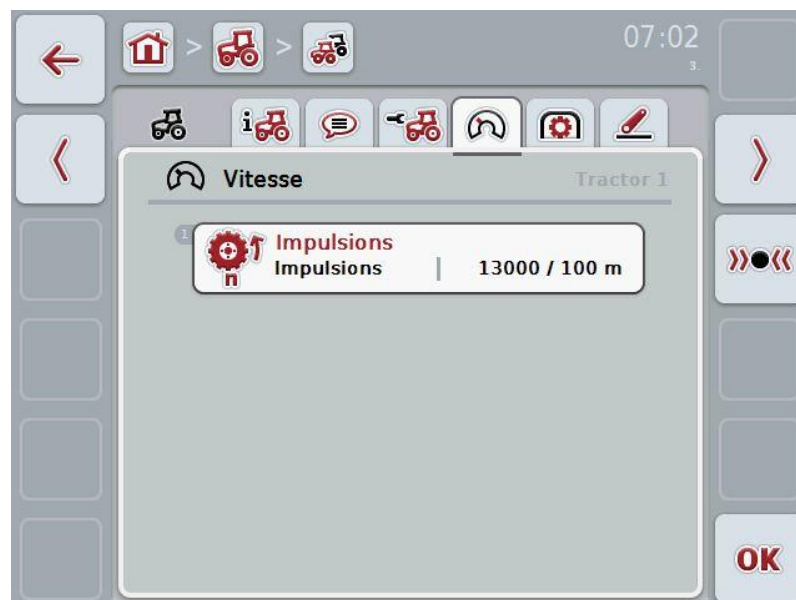 07:02
3.
Vitesse
Tractor 1
1
Impulsions
n
Impulsions | 13000 / 100 m
OK